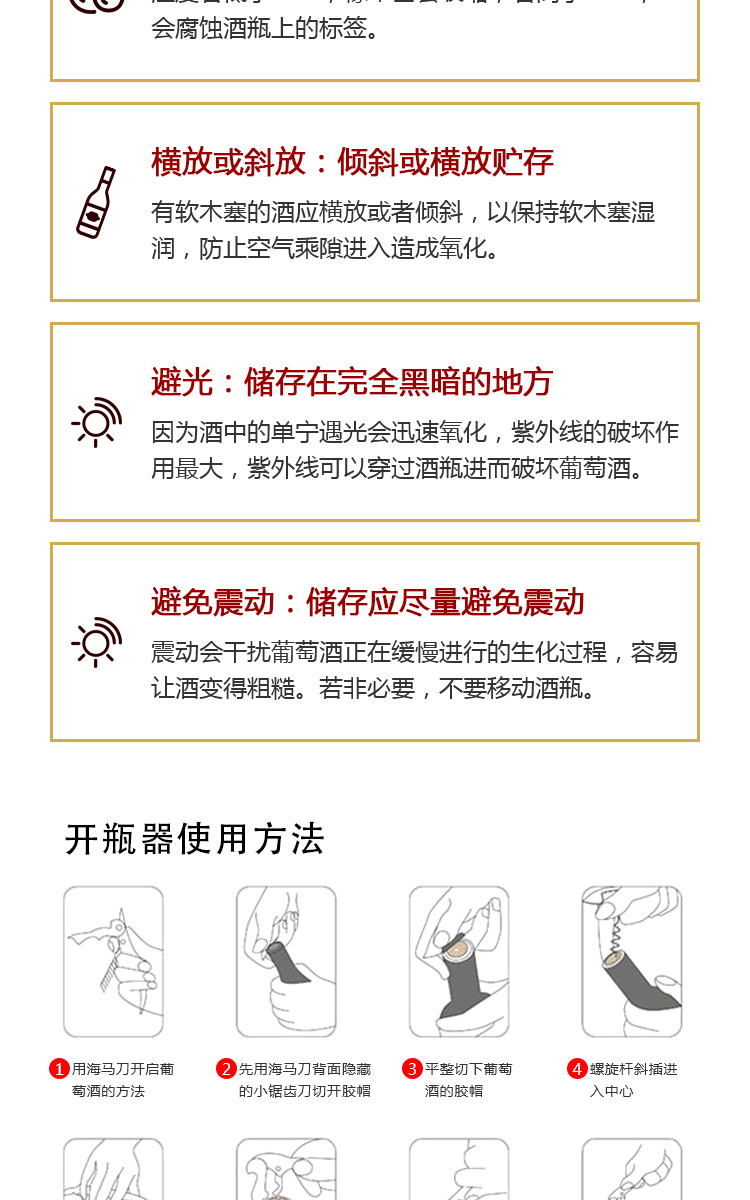 会腐蚀酒瓶上的标签。
横放或斜放：倾斜或横放贮存
有软木塞的酒应横放或者倾斜，以保持软木塞湿
润，防止空气乘隙进入造成氧化。
避光：储存在完全黑暗的地方
因为酒中的单宁遇光会迅速氧化，紫外线的破坏作
用最大，紫外线可以穿过酒瓶进而破坏葡萄酒。
避免震动：储存应尽量避免震动
震动会干扰葡萄酒正在缓慢进行的生化过程，容易
让酒变得粗糙。若非必要，不要移动酒瓶。
开瓶器使用方法
1 用海马刀开启葡
萄酒的方法
2 先用海马刀背面隐藏
的小锯齿刀切开胶帽
3 平整切下葡萄
酒的胶帽
4 螺旋杆斜插进
入中心